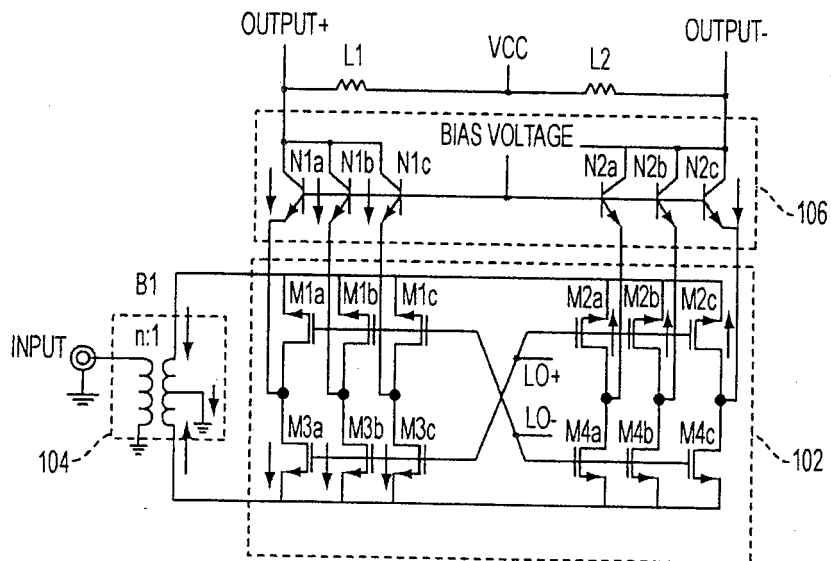 OUTPUT+ VCC OUTPUT-
L1 L2
BIAS VOLTAGE
N1a N1b N1c N2a N2b N2c
106
B1
M1a M1b M1c M2a M2b M2c
n:1
INPUT
LO+
LO-
M3a M3b M3c M4a M4b M4c
104 102